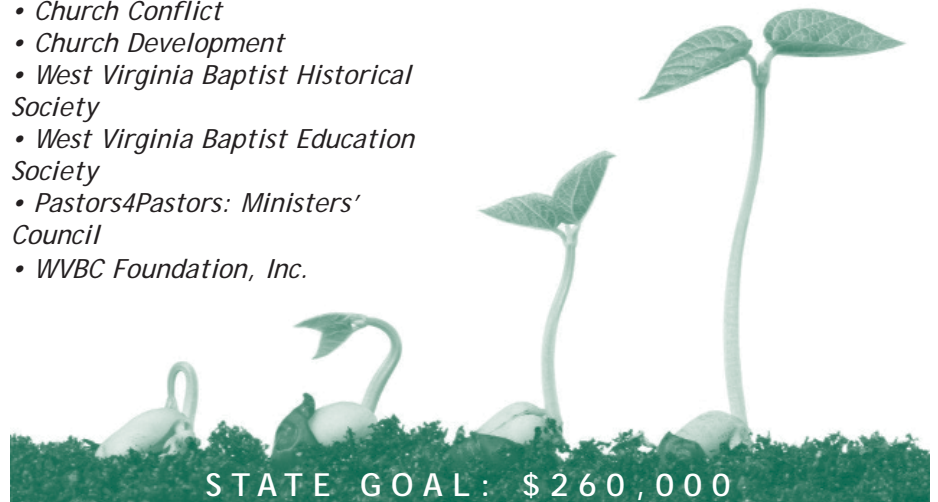 • Church Conflict
• Church Development
• West Virginia Baptist Historical
Society
• West Virginia Baptist Education
Society
• Pastors4Pastors: Ministers’
Council
• WVBC Foundation, Inc.
STATE GOAL: $260,000